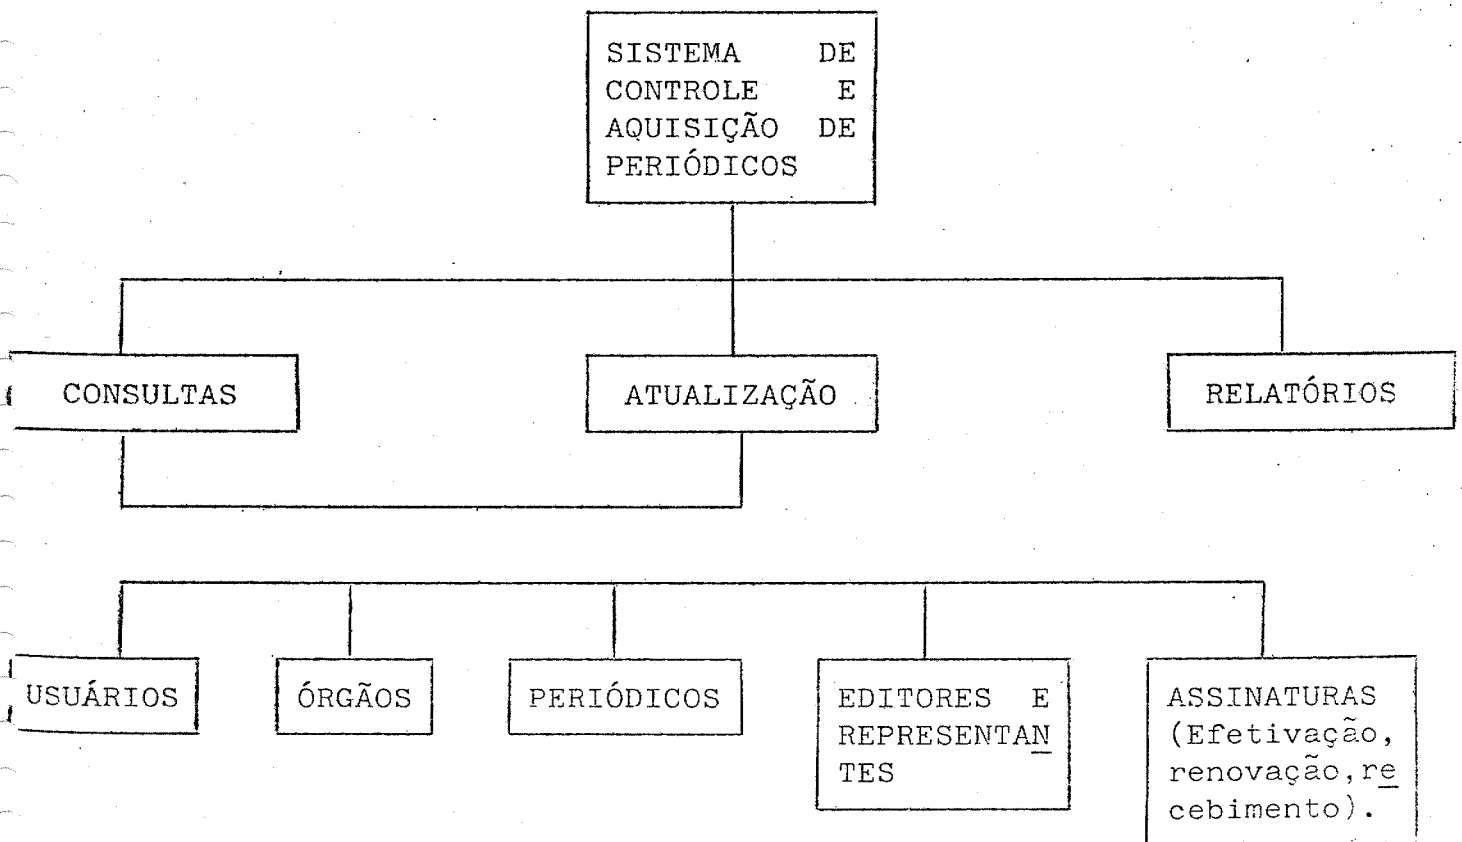 SISTEMA DE
CONTROLE E
AQUISIÇÃO DE
PERIÓDICOS
CONSULTAS
ATUALIZAÇÃO
RELATÓRIOS
USUÁRIOS
ÓRGÃOS
PERIÓDICOS
EDITORES E
REPRESENTAN
TES
ASSINATURAS
(Efetivação,
renovação,re
cebimento).